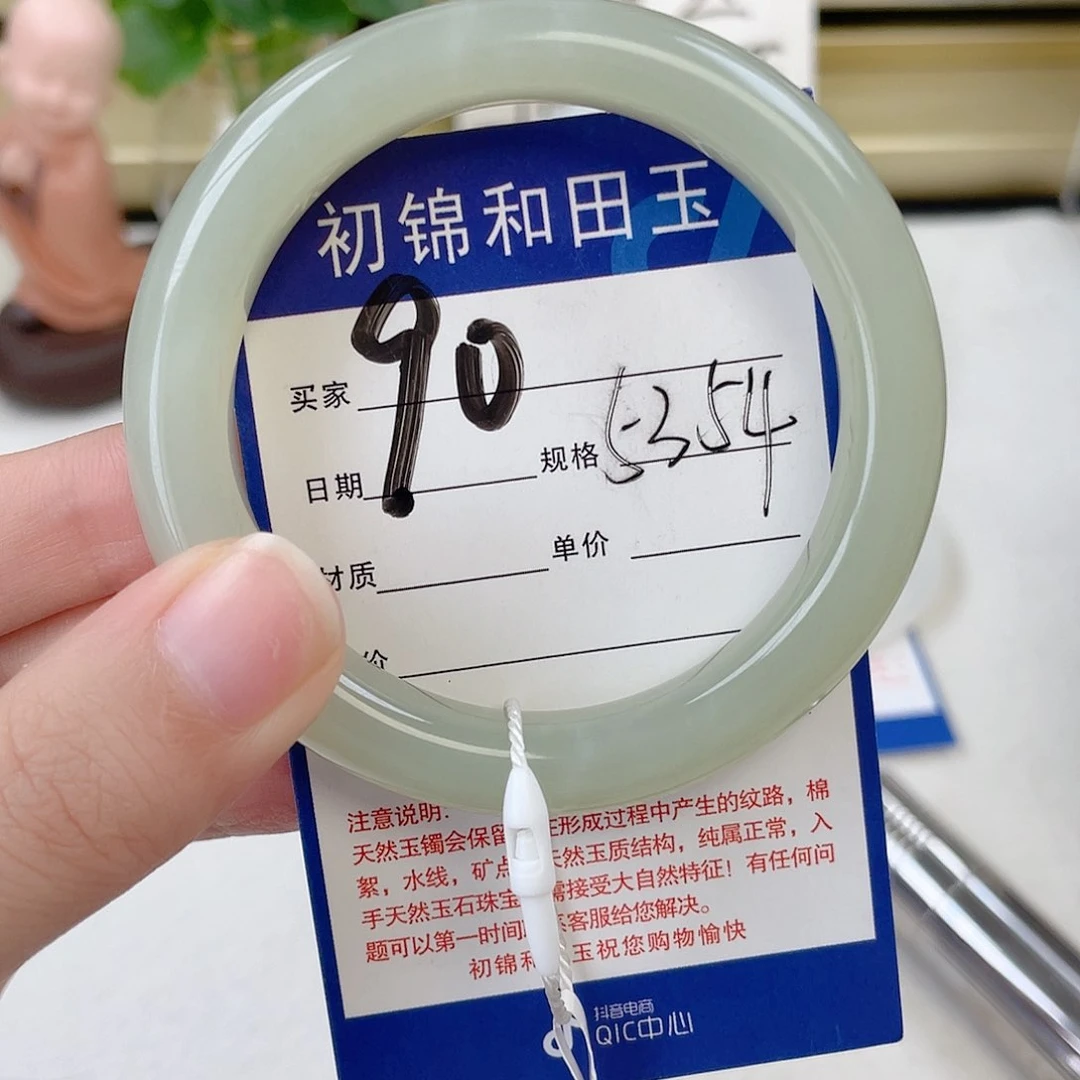 初锦和田玉
买家 90
日期 规格 5354
材质 单价
价
注意说明:
天然玉镯会保留 在形成过程中产生的纹路，棉
絮，水线，矿点 天然玉质结构，纯属正常，入
手天然玉石珠宝 需接受大自然特征！有任何问
题可以第一时间 系客服给您解决。
初锦和 玉祝您购物愉快
抖音电商
QIC中心